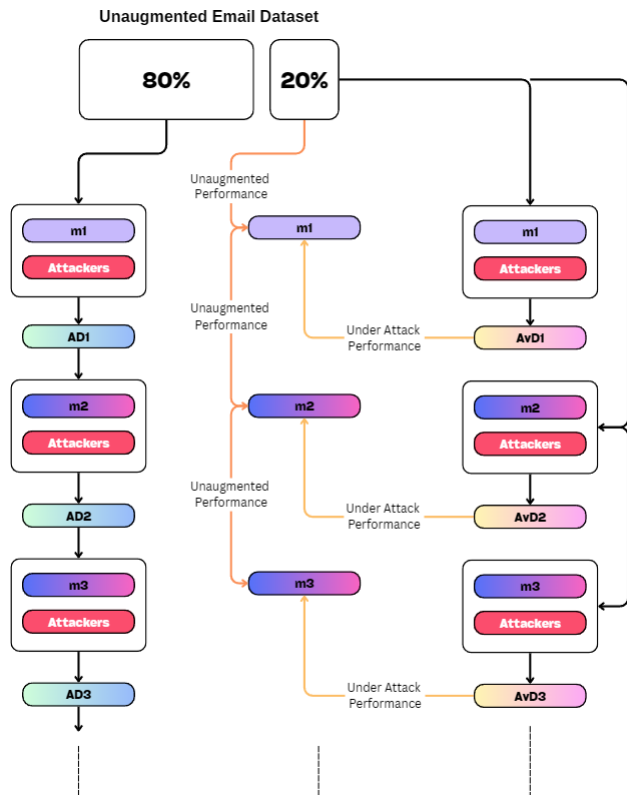 Unaugmented Email Dataset
80%
20%
Unaugmented
Performance
m1
Attackers
m1
m1
Attackers
AD1
Unaugmented
Performance
Under Attack
Performance
AvD1
m2
Attackers
m2
m2
Attackers
AD2
Unaugmented
Performance
Under Attack
Performance
AvD2
m3
Attackers
m3
m3
Attackers
AD3
Under Attack
Performance
AvD3